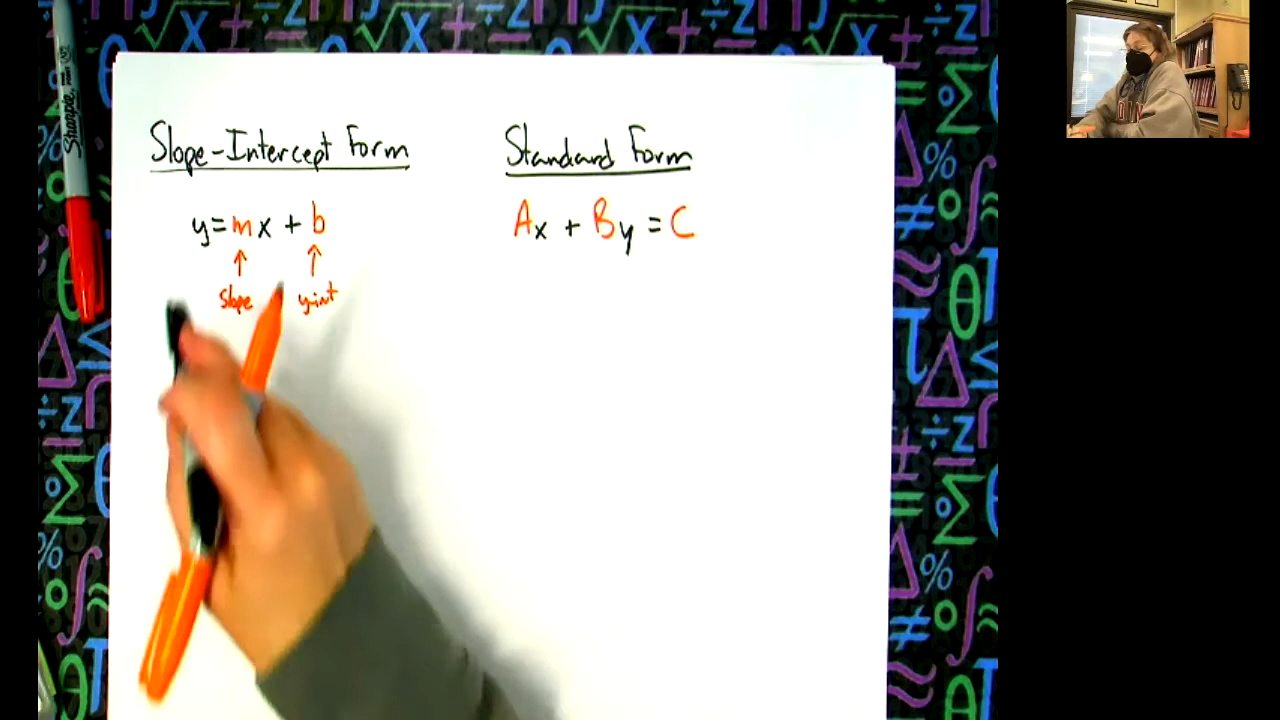 Slope-Intercept Form
y=mx + b
↑ ↑
slope y-int
Standard Form
Ax + By = C
Sharpie